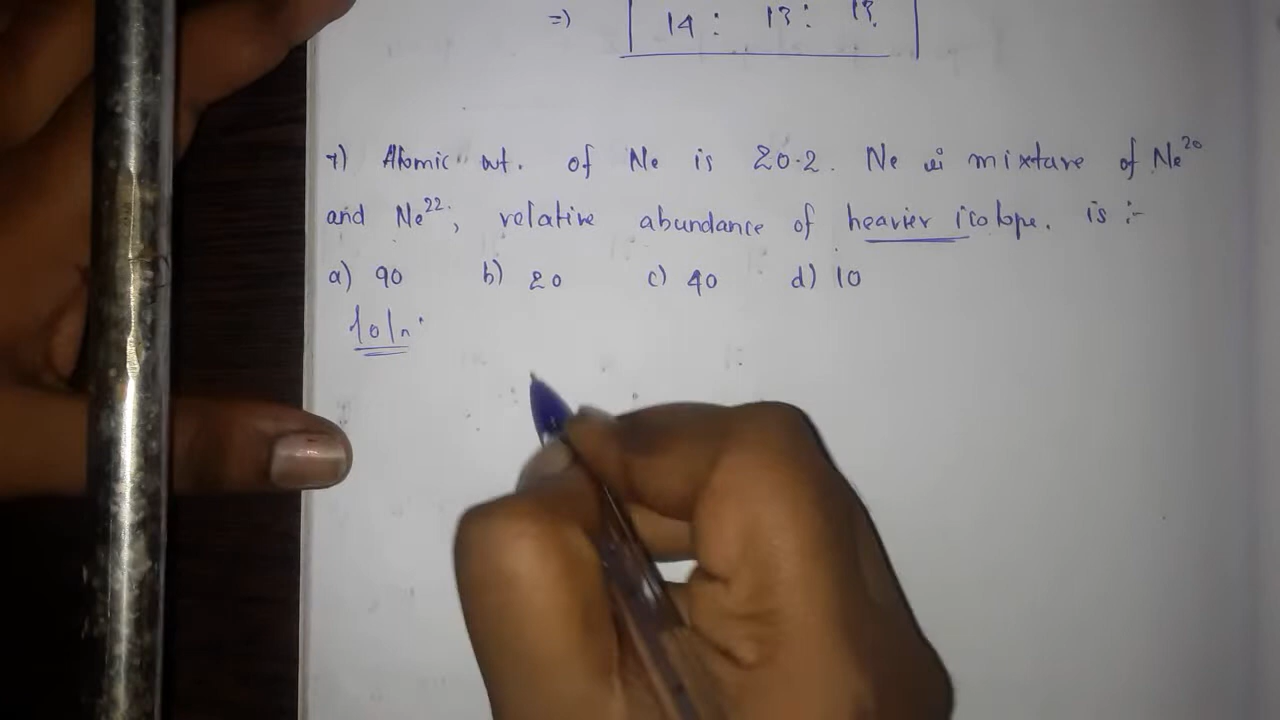 =) 14 : 13 : 13.
7) Atomic wt. of Ne is 20.2. Ne is mixture of Ne²⁰
and Ne²²; relative abundance of heavier isotope. is :-
a) 90 b) 20 c) 40 d) 10
Soln.